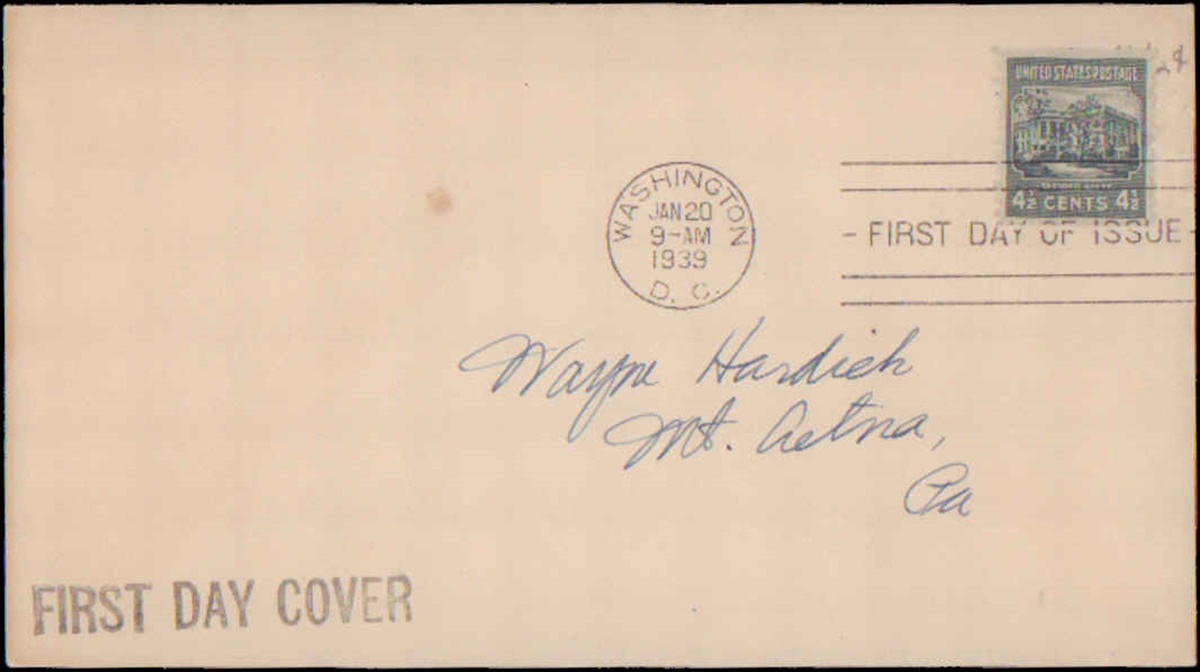 UNITED STATES POSTAGE
4½ CENTS 4½
WASHINGTON
JAN 20
9-AM
1939
D. C.
- FIRST DAY OF ISSUE -
Wayne Hardick
Mt. Aetna,
Pa
FIRST DAY COVER